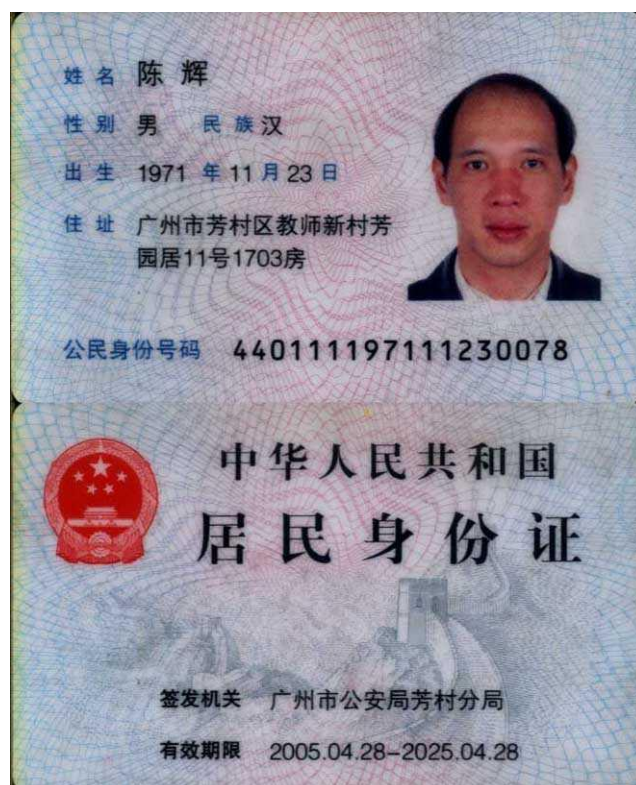 姓名 陈辉
性别 男 民族 汉
出生 1971 年 11 月 23 日
住址 广州市芳村区教师新村芳
园居11号1703房
公民身份号码 440111197111230078
中华人民共和国
居民身份证
签发机关 广州市公安局芳村分局
有效期限 2005.04.28-2025.04.28